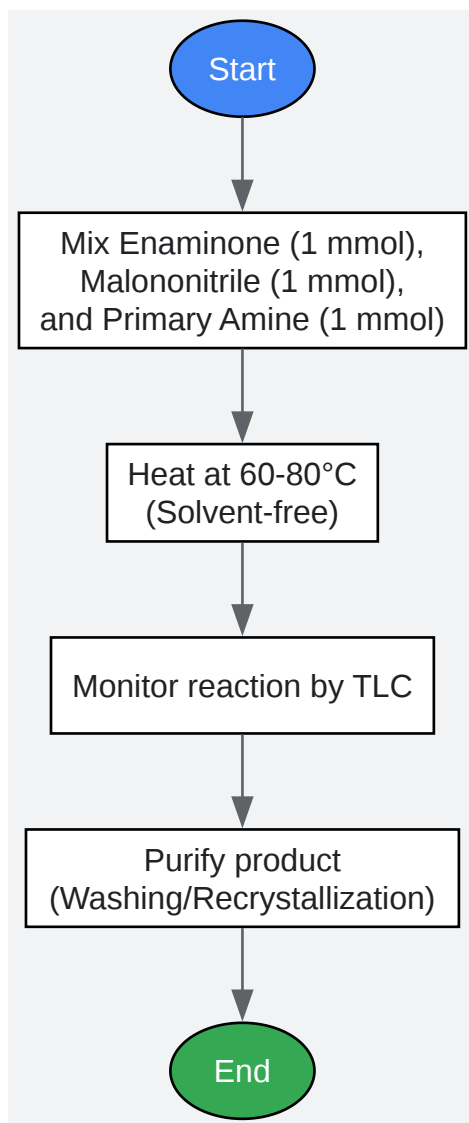 Start
Mix Enaminone (1 mmol),
Malononitrile (1 mmol),
and Primary Amine (1 mmol)
Heat at 60-80°C
(Solvent-free)
Monitor reaction by TLC
Purify product
(Washing/Recrystallization)
End